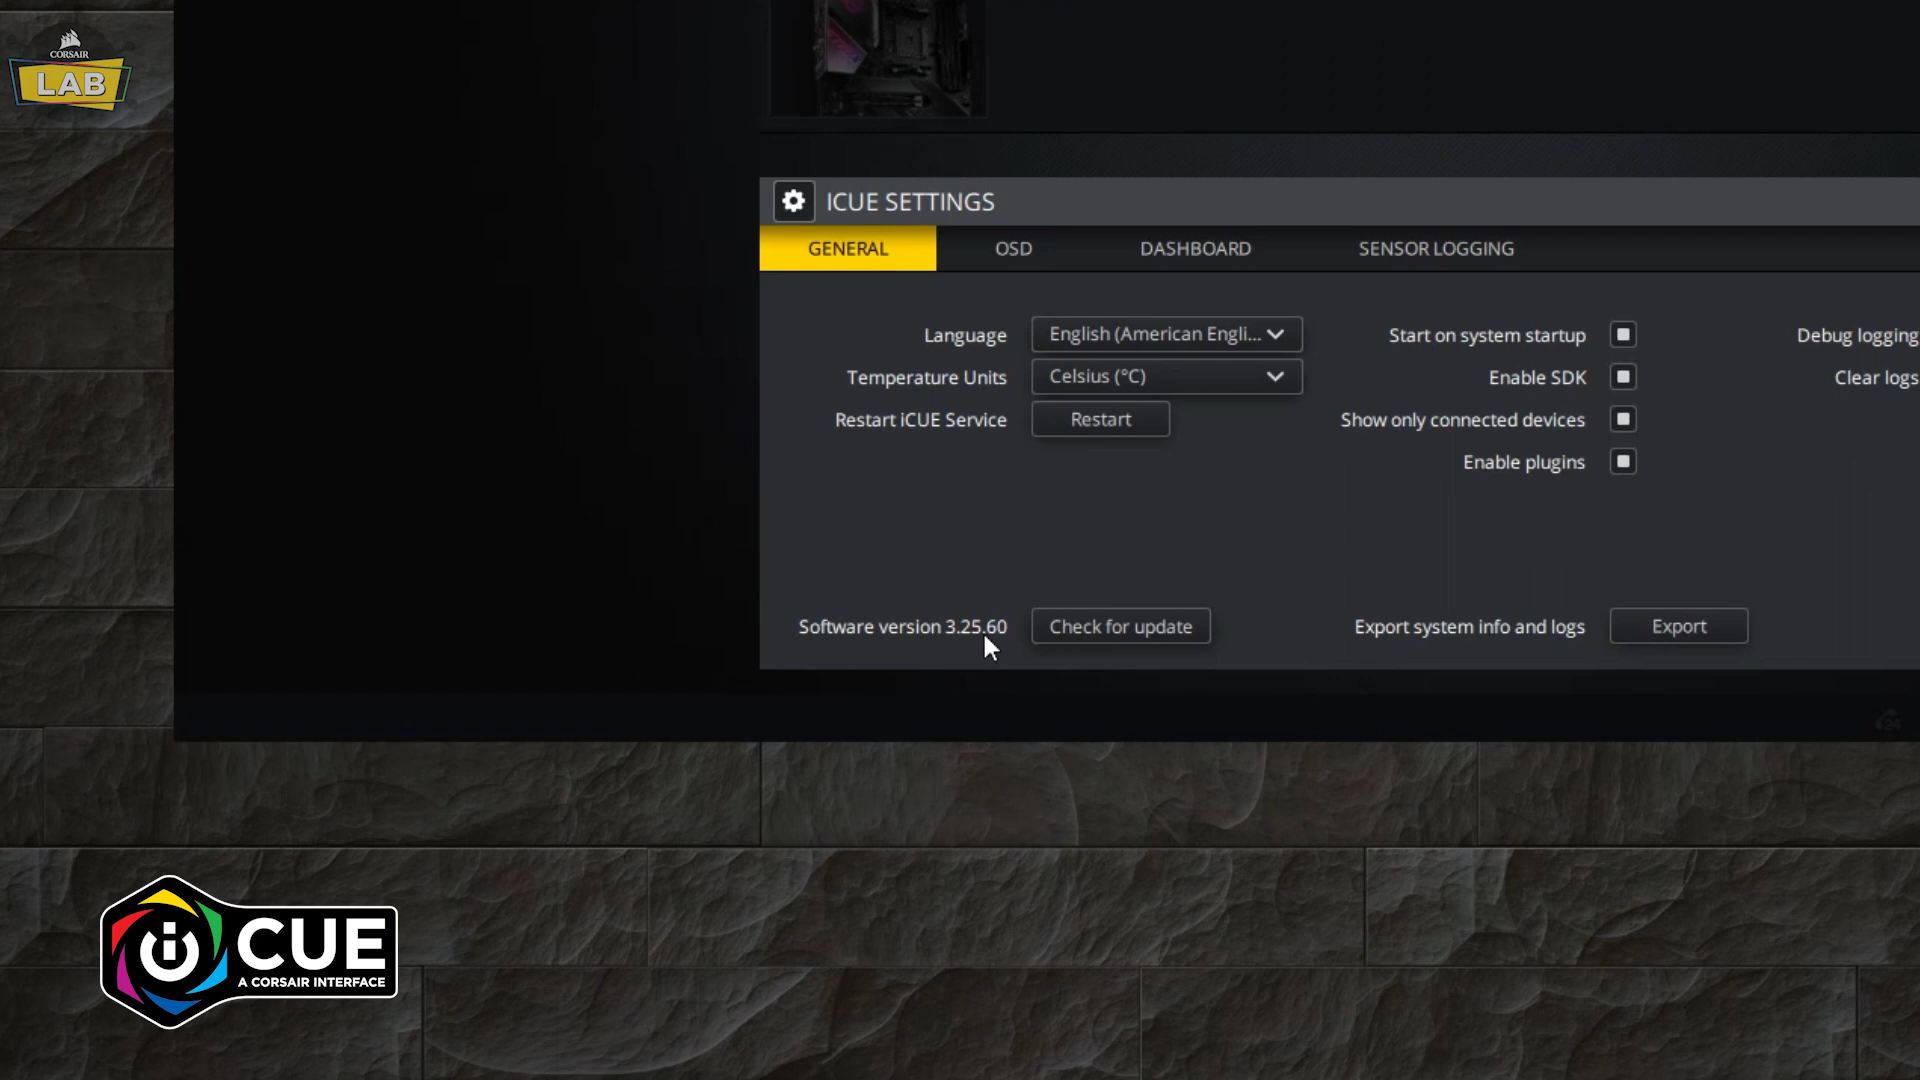 CORSAIR
LAB
ICUE SETTINGS
GENERAL OSD DASHBOARD SENSOR LOGGING
Language English (American Engli... Start on system startup Debug logging
Temperature Units Celsius (°C) Enable SDK Clear logs
Restart iCUE Service Restart Show only connected devices
Enable plugins
Software version 3.25.60 Check for update Export system info and logs Export
iCUE
A CORSAIR INTERFACE